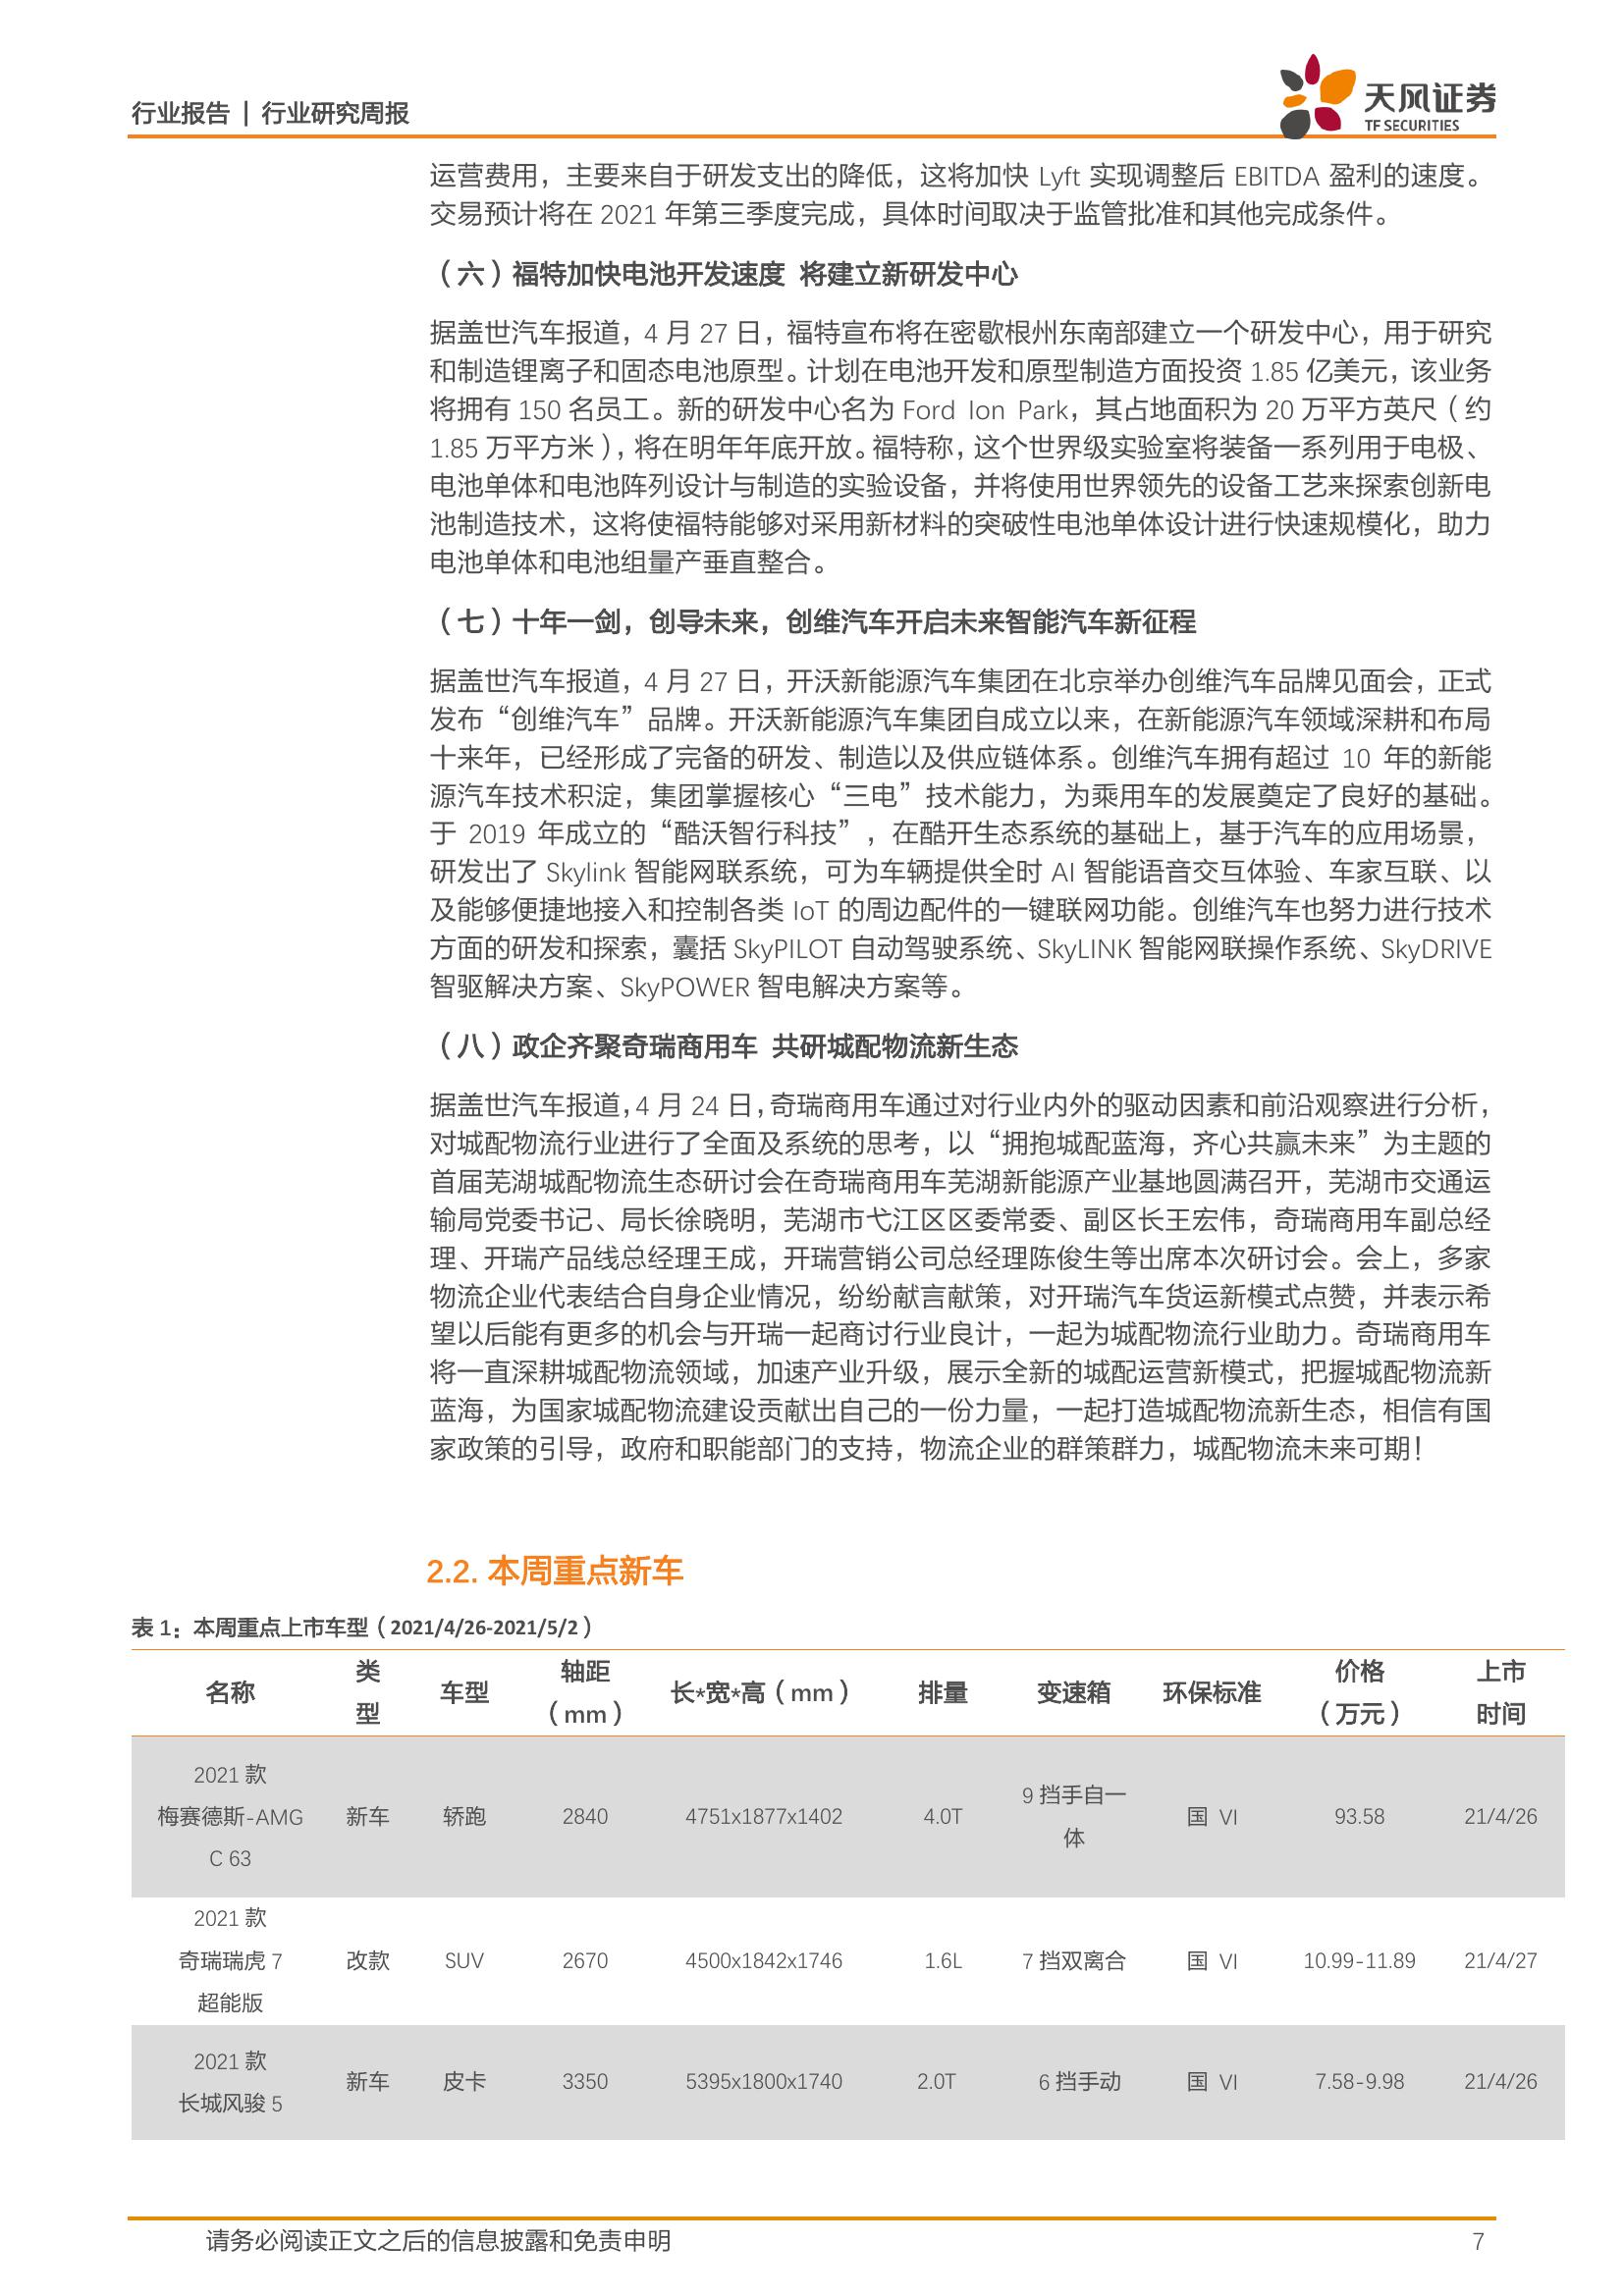 行业报告 | 行业研究周报
天风证券
TF SECURITIES
运营费用，主要来自于研发支出的降低，这将加快 Lyft 实现调整后 EBITDA 盈利的速度。
交易预计将在 2021 年第三季度完成，具体时间取决于监管批准和其他完成条件。
（六）福特加快电池开发速度 将建立新研发中心
据盖世汽车报道，4 月 27 日，福特宣布将在密歇根州东南部建立一个研发中心，用于研究
和制造锂离子和固态电池原型。计划在电池开发和原型制造方面投资 1.85 亿美元，该业务
将拥有 150 名员工。新的研发中心名为 Ford Ion Park，其占地面积为 20 万平方英尺（约
1.85 万平方米），将在明年年底开放。福特称，这个世界级实验室将装备一系列用于电极、
电池单体和电池阵列设计与制造的实验设备，并将使用世界领先的设备工艺来探索创新电
池制造技术，这将使福特能够对采用新材料的突破性电池单体设计进行快速规模化，助力
电池单体和电池组量产垂直整合。
（七）十年一剑，创导未来，创维汽车开启未来智能汽车新征程
据盖世汽车报道，4 月 27 日，开沃新能源汽车集团在北京举办创维汽车品牌见面会，正式
发布“创维汽车”品牌。开沃新能源汽车集团自成立以来，在新能源汽车领域深耕和布局
十来年，已经形成了完备的研发、制造以及供应链体系。创维汽车拥有超过 10 年的新能
源汽车技术积淀，集团掌握核心“三电”技术能力，为乘用车的发展奠定了良好的基础。
于 2019 年成立的“酷沃智行科技”，在酷开生态系统的基础上，基于汽车的应用场景，
研发出了 Skylink 智能网联系统，可为车辆提供全时 AI 智能语音交互体验、车家互联、以
及能够便捷地接入和控制各类 IoT 的周边配件的一键联网功能。创维汽车也努力进行技术
方面的研发和探索，囊括 SkyPILOT 自动驾驶系统、SkyLINK 智能网联操作系统、SkyDRIVE
智驱解决方案、SkyPOWER 智电解决方案等。
（八）政企齐聚奇瑞商用车 共研城配物流新生态
据盖世汽车报道，4 月 24 日，奇瑞商用车通过对行业内外的驱动因素和前沿观察进行分析，
对城配物流行业进行了全面及系统的思考，以“拥抱城配蓝海，齐心共赢未来”为主题的
首届芜湖城配物流生态研讨会在奇瑞商用车芜湖新能源产业基地圆满召开，芜湖市交通运
输局党委书记、局长徐晓明，芜湖市弋江区区委常委、副区长王宏伟，奇瑞商用车副总经
理、开瑞产品线总经理王成，开瑞营销公司总经理陈俊生等出席本次研讨会。会上，多家
物流企业代表结合自身企业情况，纷纷献言献策，对开瑞汽车货运新模式点赞，并表示希
望以后能有更多的机会与开瑞一起商讨行业良计，一起为城配物流行业助力。奇瑞商用车
将一直深耕城配物流领域，加速产业升级，展示全新的城配运营新模式，把握城配物流新
蓝海，为国家城配物流建设贡献出自己的一份力量，一起打造城配物流新生态，相信有国
家政策的引导，政府和职能部门的支持，物流企业的群策群力，城配物流未来可期！
2.2. 本周重点新车
表 1：本周重点上市车型（2021/4/26-2021/5/2）
名称 类型 车型 轴距（mm） 长*宽*高（mm） 排量 变速箱 环保标准 价格（万元） 上市时间
2021 款 梅赛德斯-AMG C 63 新车 轿跑 2840 4751x1877x1402 4.0T 9 挡手自一体 国 VI 93.58 21/4/26
2021 款 奇瑞瑞虎 7 超能版 改款 SUV 2670 4500x1842x1746 1.6L 7 挡双离合 国 VI 10.99-11.89 21/4/27
2021 款 长城风骏 5 新车 皮卡 3350 5395x1800x1740 2.0T 6 挡手动 国 VI 7.58-9.98 21/4/26
请务必阅读正文之后的信息披露和免责申明
7